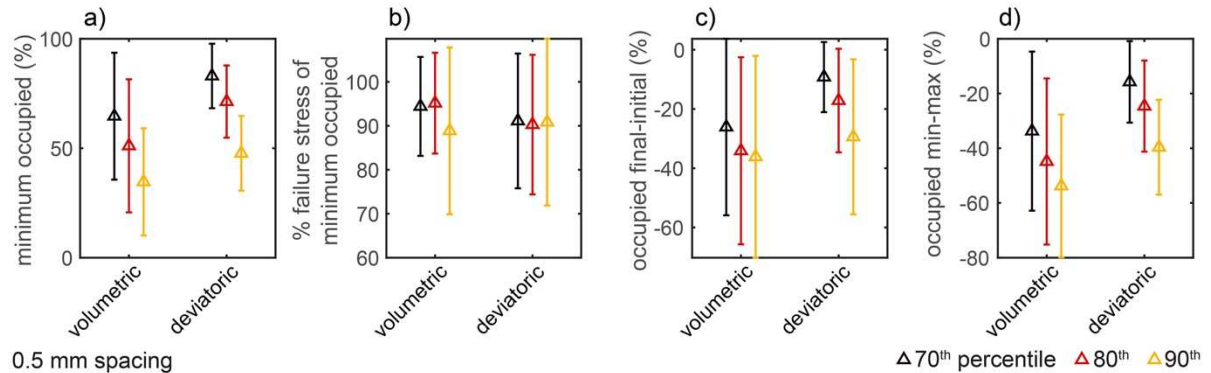 a)
minimum occupied (%)
100
50
0
volumetric
deviatoric
b)
% failure stress of
minimum occupied
100
90
80
70
60
volumetric
deviatoric
c)
occupied final-initial (%)
0
-20
-40
-60
volumetric
deviatoric
d)
occupied min-max (%)
0
-20
-40
-60
-80
volumetric
deviatoric
0.5 mm spacing
70th percentile 80th 90th